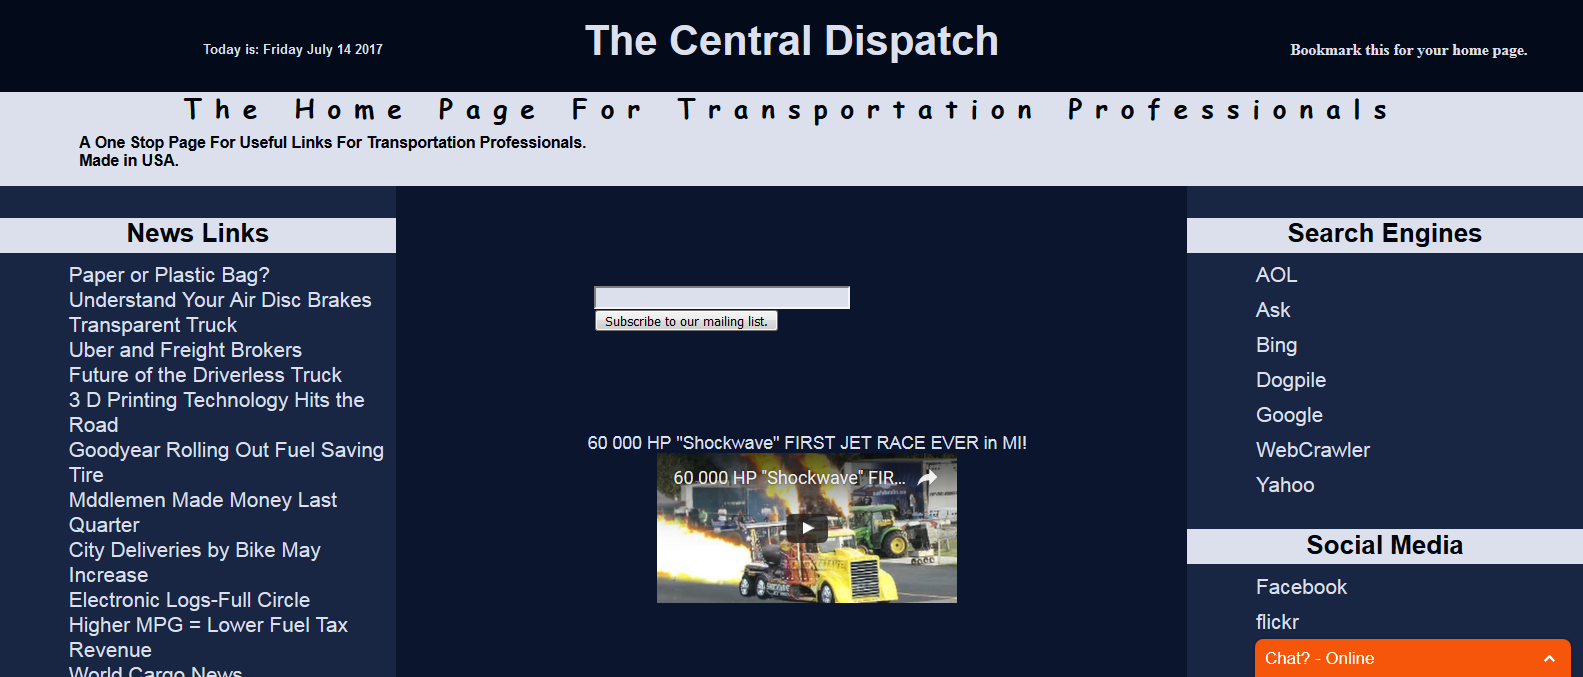 Today is: Friday July 14 2017
The Central Dispatch
Bookmark this for your home page.
The Home Page For Transportation Professionals
A One Stop Page For Useful Links For Transportation Professionals.
Made in USA.
News Links
Paper or Plastic Bag?
Understand Your Air Disc Brakes
Transparent Truck
Uber and Freight Brokers
Future of the Driverless Truck
3 D Printing Technology Hits the
Road
Goodyear Rolling Out Fuel Saving
Tire
Mddlemen Made Money Last
Quarter
City Deliveries by Bike May
Increase
Electronic Logs-Full Circle
Higher MPG = Lower Fuel Tax
Revenue
World Cargo News
Subscribe to our mailing list.
60 000 HP "Shockwave" FIRST JET RACE EVER in MI!
60 000 HP "Shockwave" FIR...
Search Engines
AOL
Ask
Bing
Dogpile
Google
WebCrawler
Yahoo
Social Media
Facebook
flickr
Chat? - Online